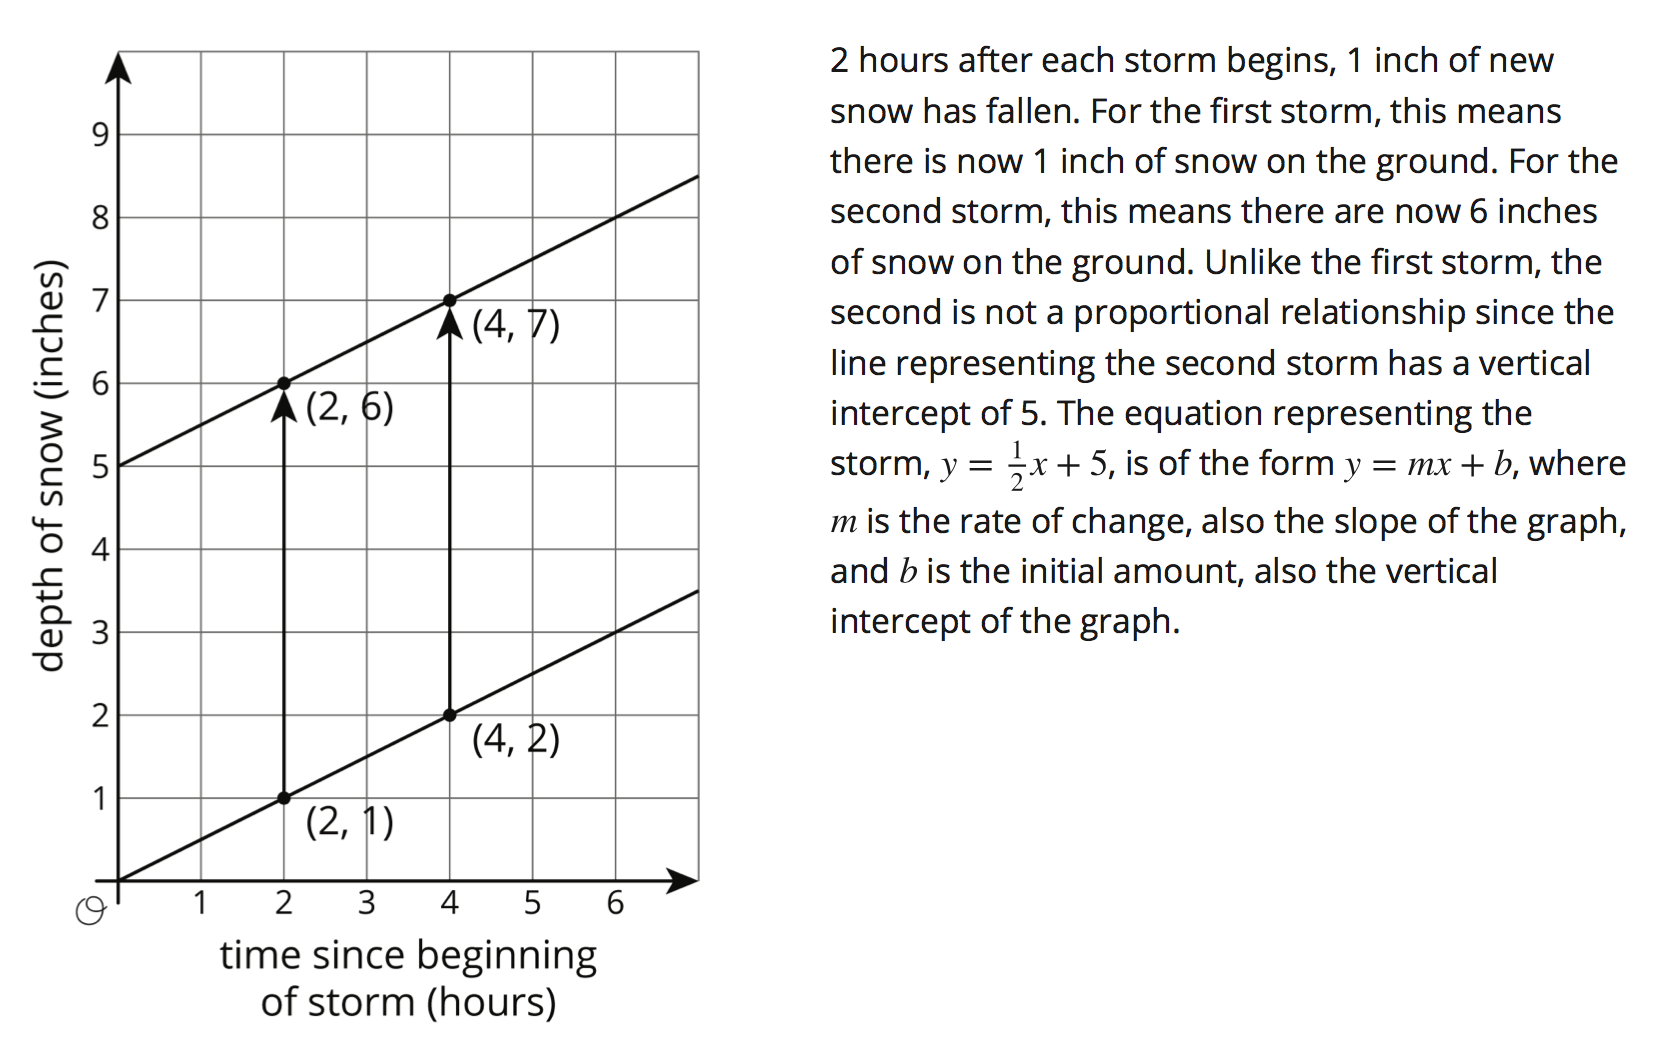 9
8
7
6
5
4
3
2
1
depth of snow (inches)
(4, 7)
(2, 6)
(4, 2)
(2, 1)
O
1 2 3 4 5 6
time since beginning
of storm (hours)
2 hours after each storm begins, 1 inch of new
snow has fallen. For the first storm, this means
there is now 1 inch of snow on the ground. For the
second storm, this means there are now 6 inches
of snow on the ground. Unlike the first storm, the
second is not a proportional relationship since the
line representing the second storm has a vertical
intercept of 5. The equation representing the
storm, y = 1/2 x + 5, is of the form y = mx + b, where
m is the rate of change, also the slope of the graph,
and b is the initial amount, also the vertical
intercept of the graph.